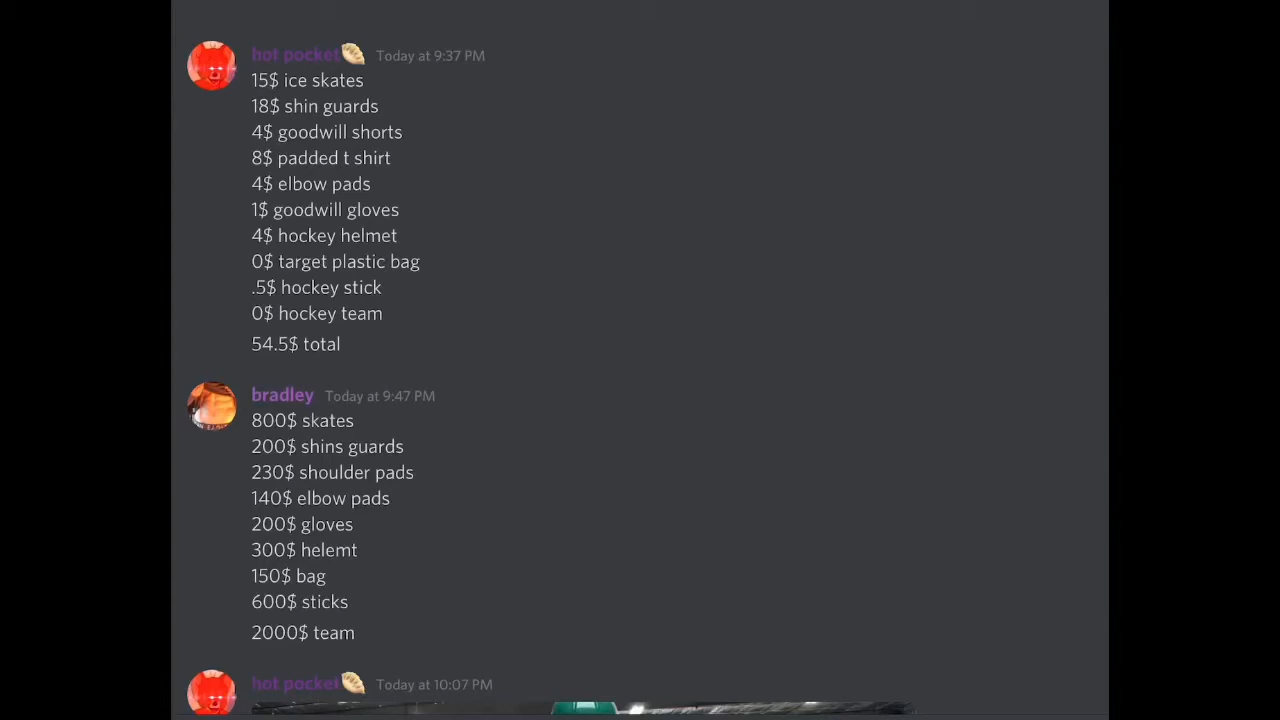 hot pocket🥟 Today at 9:37 PM
15$ ice skates
18$ shin guards
4$ goodwill shorts
8$ padded t shirt
4$ elbow pads
1$ goodwill gloves
4$ hockey helmet
0$ target plastic bag
.5$ hockey stick
0$ hockey team
54.5$ total
bradley Today at 9:47 PM
800$ skates
200$ shins guards
230$ shoulder pads
140$ elbow pads
200$ gloves
300$ helemt
150$ bag
600$ sticks
2000$ team
hot pocket🥟 Today at 10:07 PM